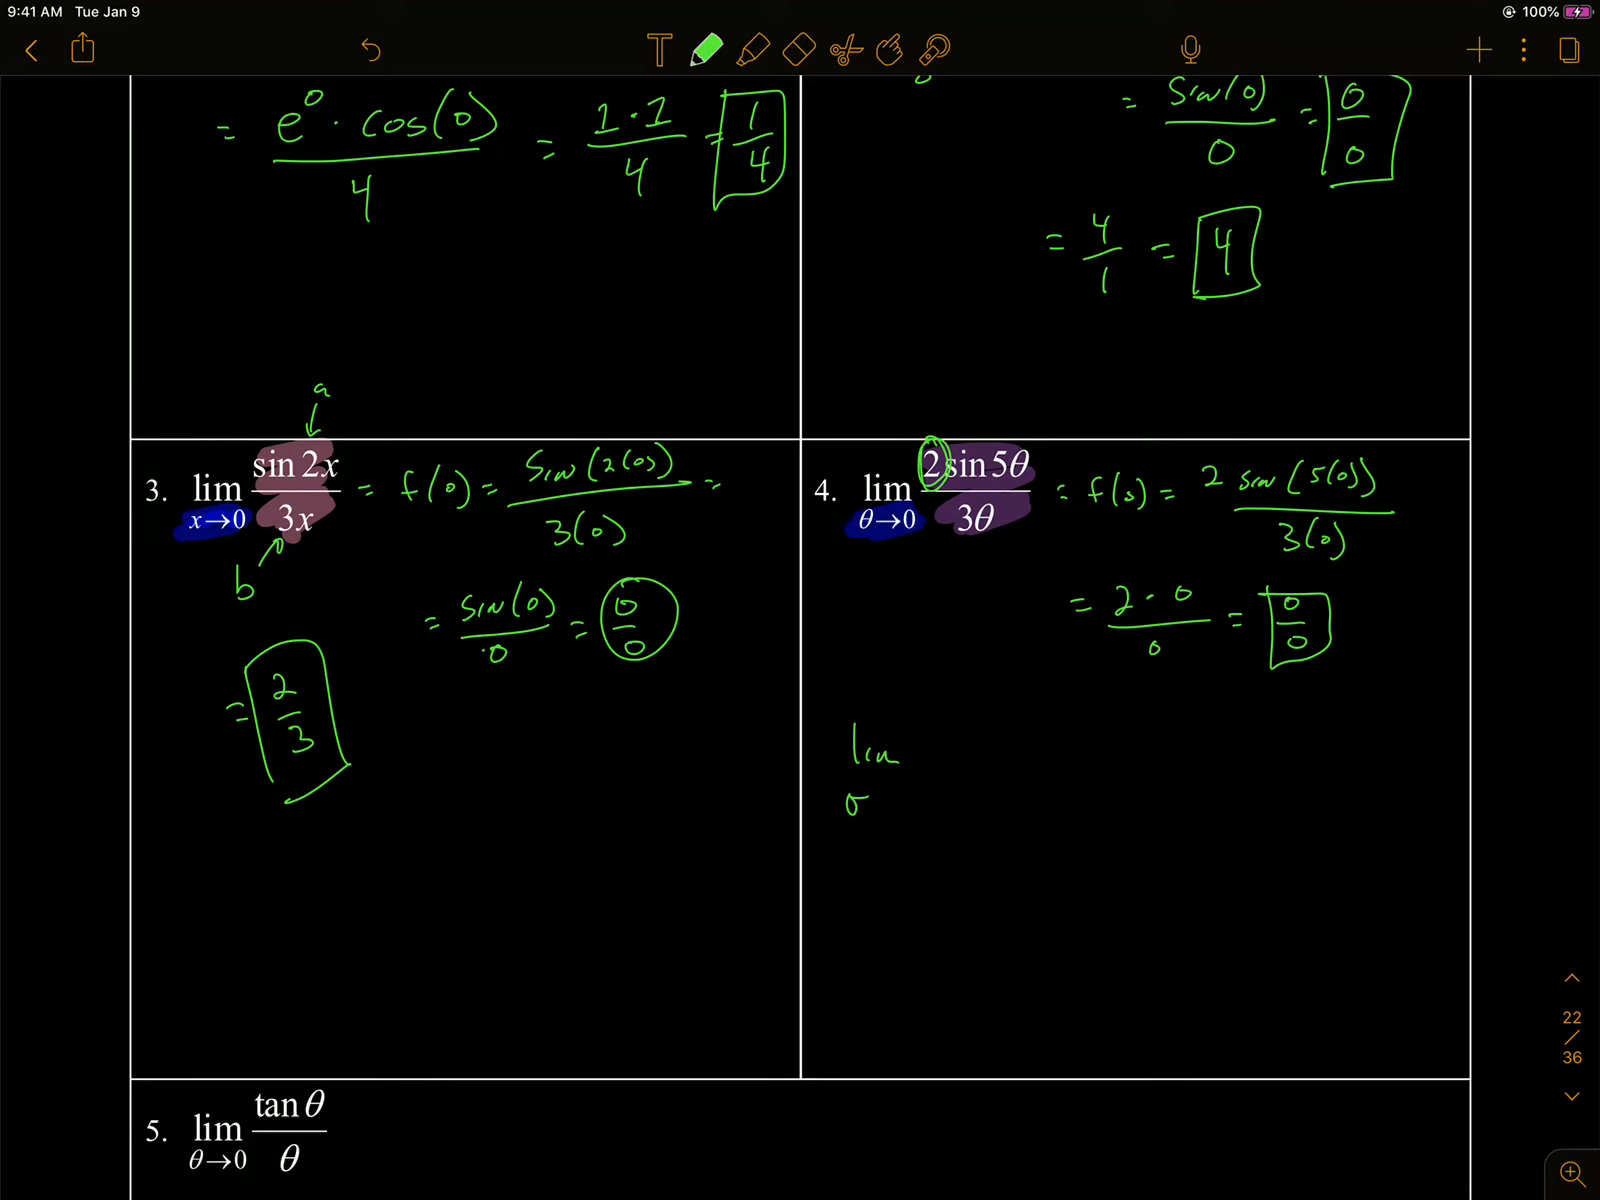 9:41 AM Tue Jan 9
100%
T
= e^0 · cos(0) / 4 = 1 · 1 / 4 = 1/4
= sin(0) / 0 = 0/0
= 4/1 = 4
a
3. lim x→0 sin 2x / 3x = f(0) = sin(2(0)) / 3(0) =
b
= sin(0) / 0 = 0/0
= 2/3
4. lim θ→0 2 sin 5θ / 3θ = f(0) = 2 sin(5(0)) / 3(0)
= 2 · 0 / 0 = 0/0
lim
5. lim θ→0 tan θ / θ
22 / 36